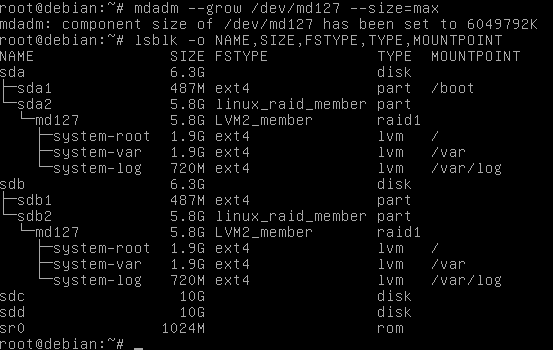 root@debian:~# mdadm --grow /dev/md127 --size=max
mdadm: component size of /dev/md127 has been set to 6049792K
root@debian:~# lsblk -o NAME,SIZE,FSTYPE,TYPE,MOUNTPOINT
NAME                SIZE FSTYPE            TYPE  MOUNTPOINT
sda                 6.3G                   disk
├─sda1              487M ext4              part  /boot
└─sda2              5.8G linux_raid_member part
  └─md127           5.8G LVM2_member       raid1
    ├─system-root   1.9G ext4              lvm   /
    ├─system-var    1.9G ext4              lvm   /var
    └─system-log    720M ext4              lvm   /var/log
sdb                 6.3G                   disk
├─sdb1              487M ext4              part
└─sdb2              5.8G linux_raid_member part
  └─md127           5.8G LVM2_member       raid1
    ├─system-root   1.9G ext4              lvm   /
    ├─system-var    1.9G ext4              lvm   /var
    └─system-log    720M ext4              lvm   /var/log
sdc                  10G                   disk
sdd                  10G                   disk
sr0                1024M                   rom
root@debian:~# _